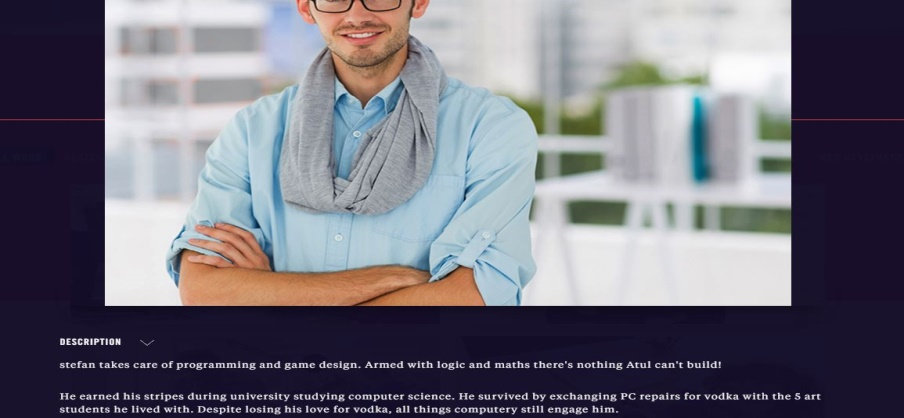 DESCRIPTION
stefan takes care of programming and game design. Armed with logic and maths there's nothing Atul can't build!
He earned his stripes during university studying computer science. He survived by exchanging PC repairs for vodka with the 5 art
students he lived with. Despite losing his love for vodka, all things computery still engage him.